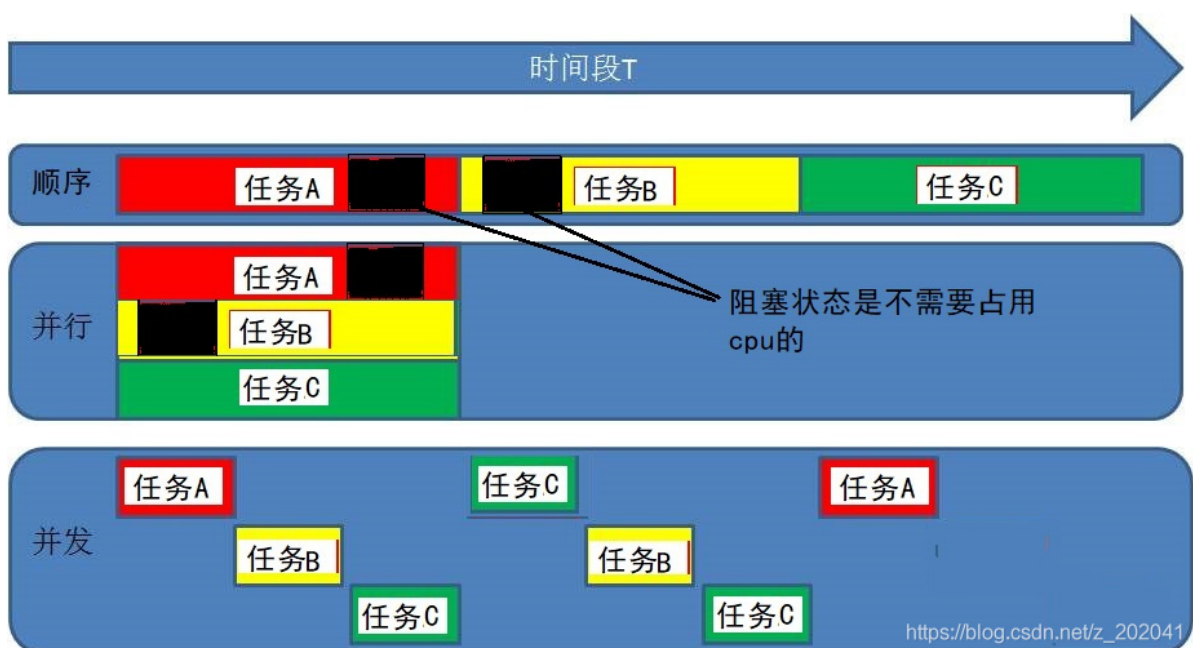 时间段T
顺序
任务A
任务B
任务C
并行
任务A
任务B
任务C
阻塞状态是不需要占用
cpu的
并发
任务A
任务C
任务A
任务B
任务B
任务C
任务C
https://blog.csdn.net/z_202041